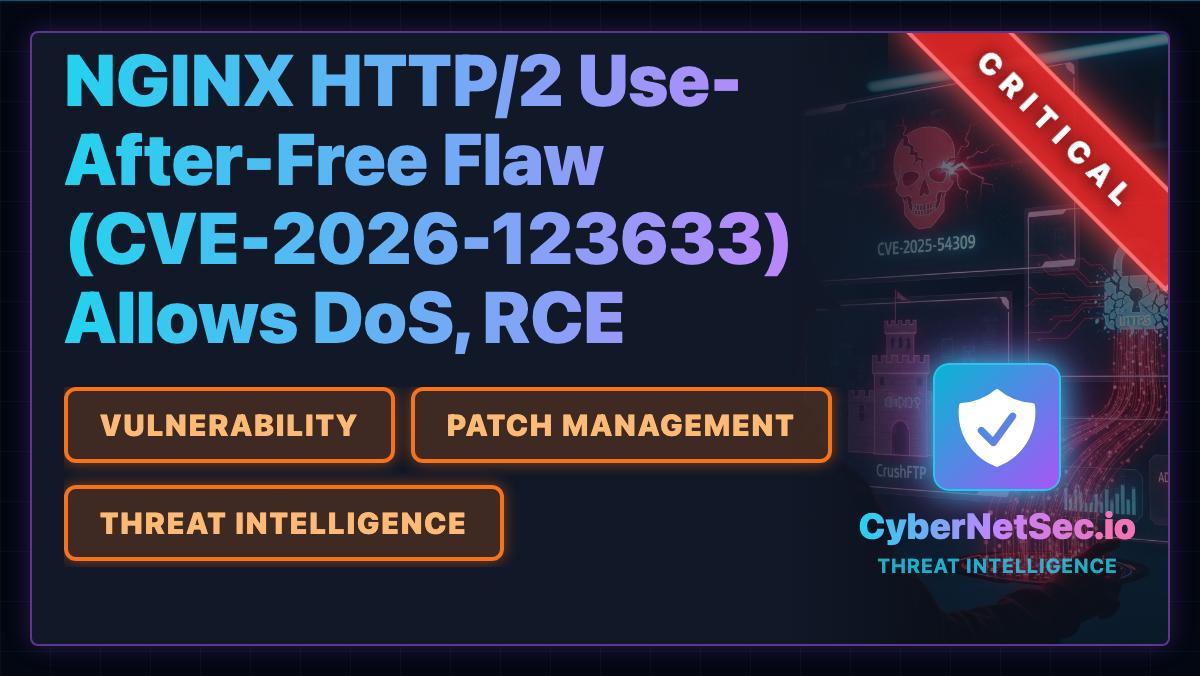 NGINX HTTP/2 Use-
After-Free Flaw
(CVE-2026-123633)
Allows DoS, RCE
VULNERABILITY
PATCH MANAGEMENT
THREAT INTELLIGENCE
CRITICAL
CVE-2025-54309
HTTPS
CrushFTP
CyberNetSec.io
THREAT INTELLIGENCE